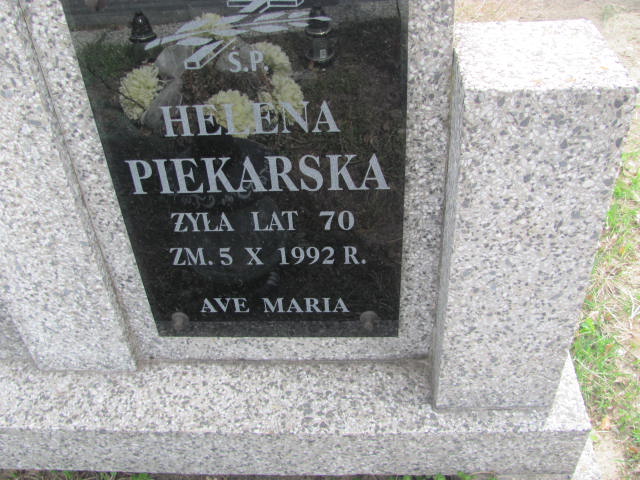 Ś.P.
HELENA
PIEKARSKA
ŻYŁA LAT 70
ZM. 5 X 1992 R.
AVE MARIA